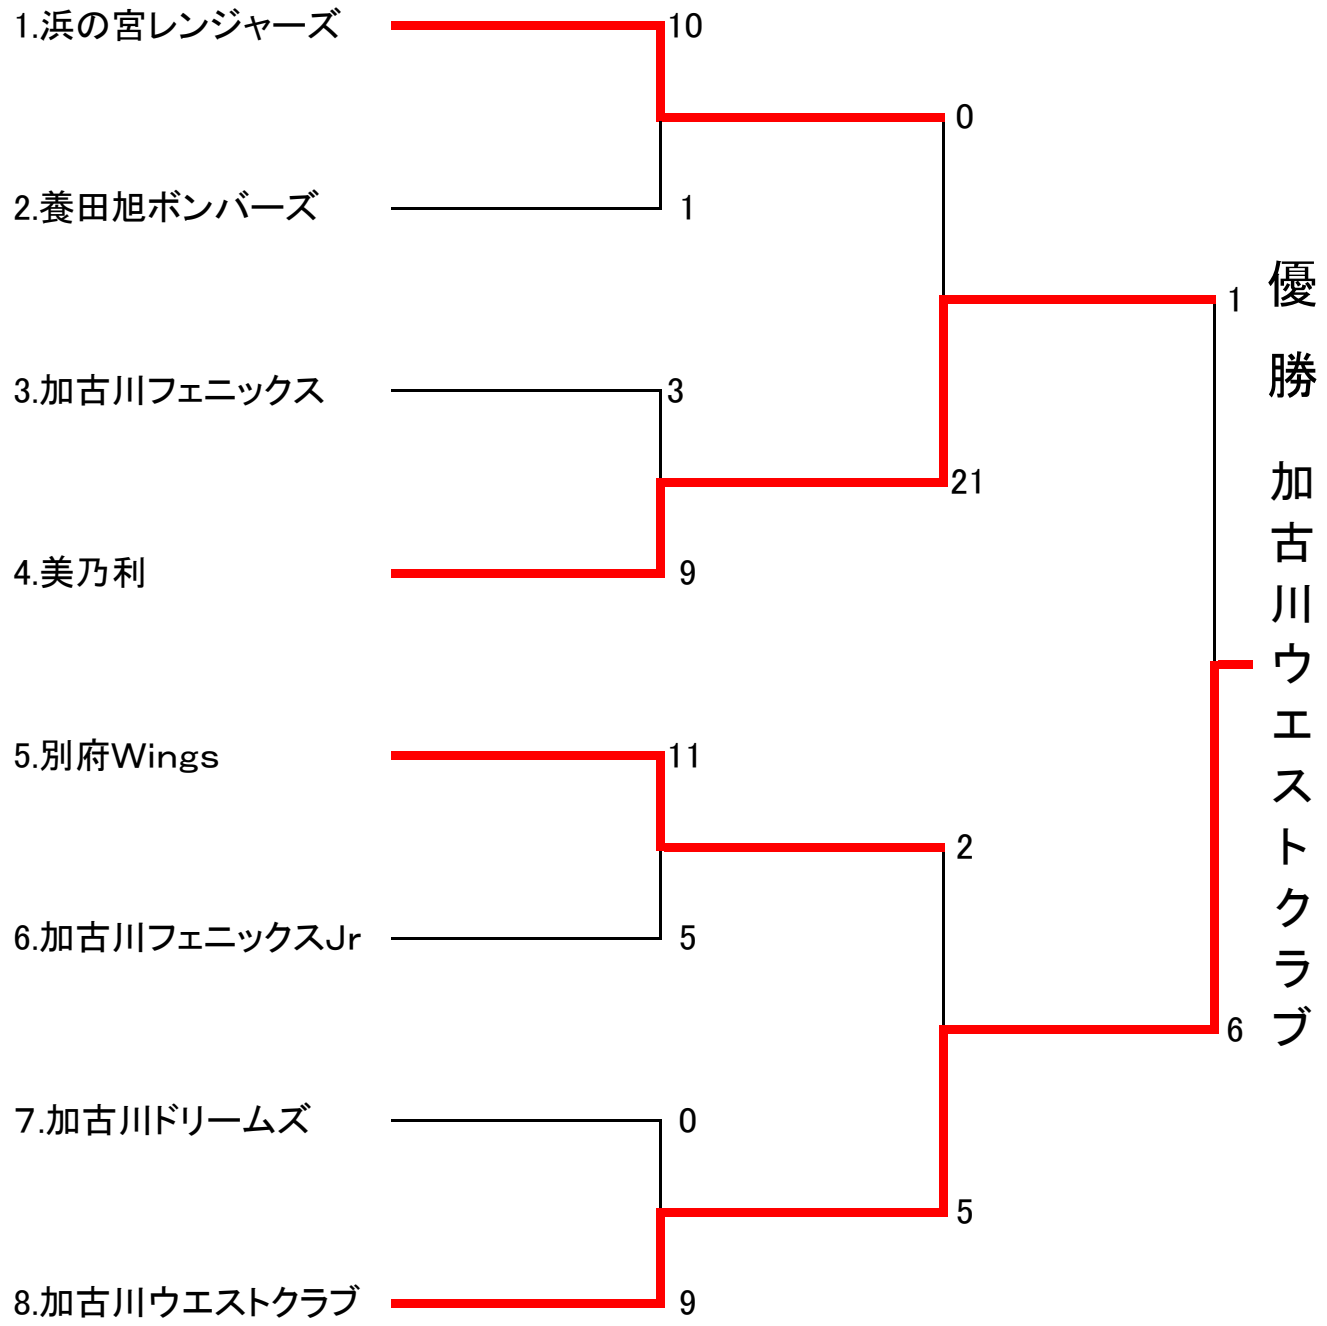 1.浜の宮レンジャーズ
10
0
2.養田旭ボンバーズ
1
3.加古川フェニックス
3
21
4.美乃利
9
1
5.別府Wings
11
2
6.加古川フェニックスJr
5
6
7.加古川ドリームズ
0
5
8.加古川ウエストクラブ
9
優勝 加古川ウエストクラブ